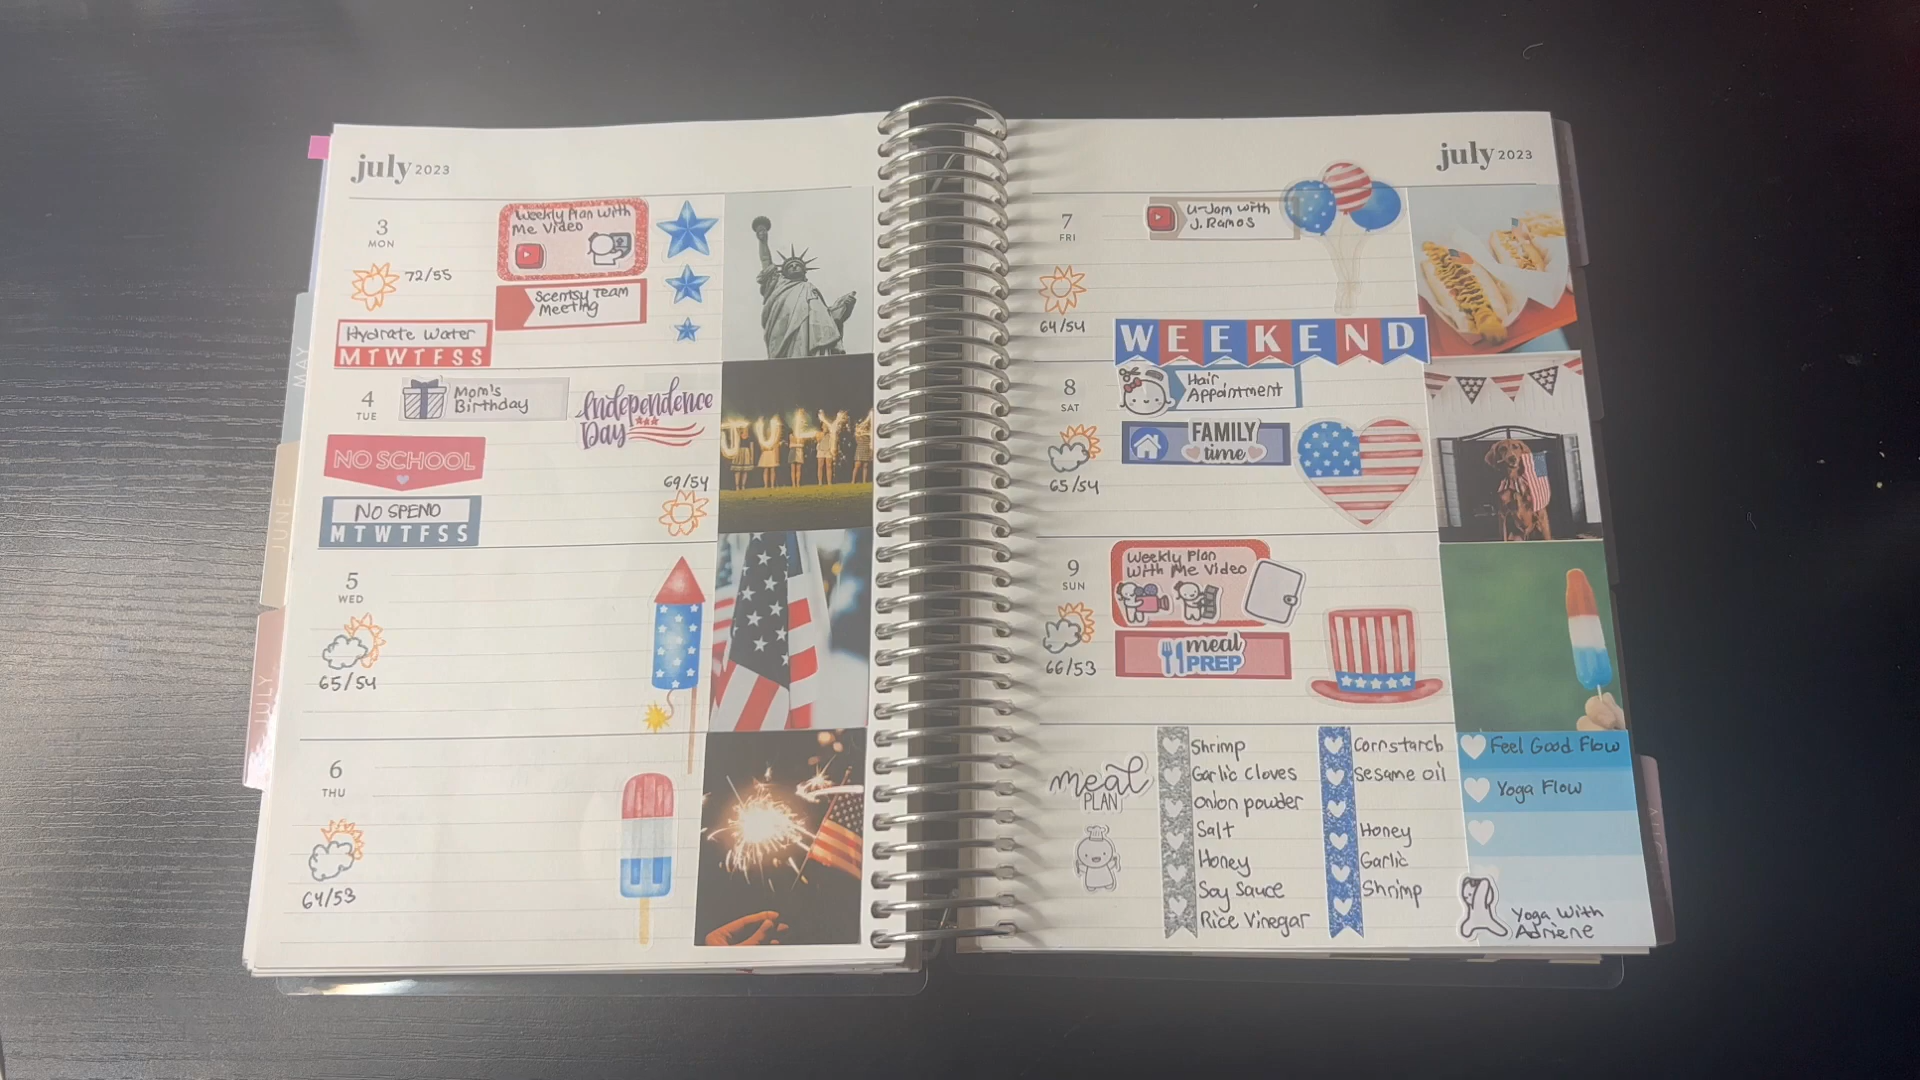 july 2023
3
MON
72/55
Weekly Plan With
Me Video
Scentsy Team
Meeting
Hydrate Water
MTWTFSS
4
TUE
Mom's
Birthday
Independence
Day
NO SCHOOL
69/54
NO SPEND
MTWTFSS
JULY
5
WED
65/54
6
THU
64/53
MAY
JUNE
JULY
july 2023
7
FRI
U-Jam with
J. Ramos
64/54
WEEKEND
8
SAT
Hair
Appointment
FAMILY
time
65/54
9
SUN
Weekly Plan
With Me Video
66/53
meal
PREP
meal
PLAN
Shrimp
Garlic Cloves
onion powder
Salt
Honey
Soy Sauce
Rice Vinegar
Cornstarch
Sesame oil
Honey
Garlic
Shrimp
Feel Good Flow
Yoga Flow
Yoga With
Adriene